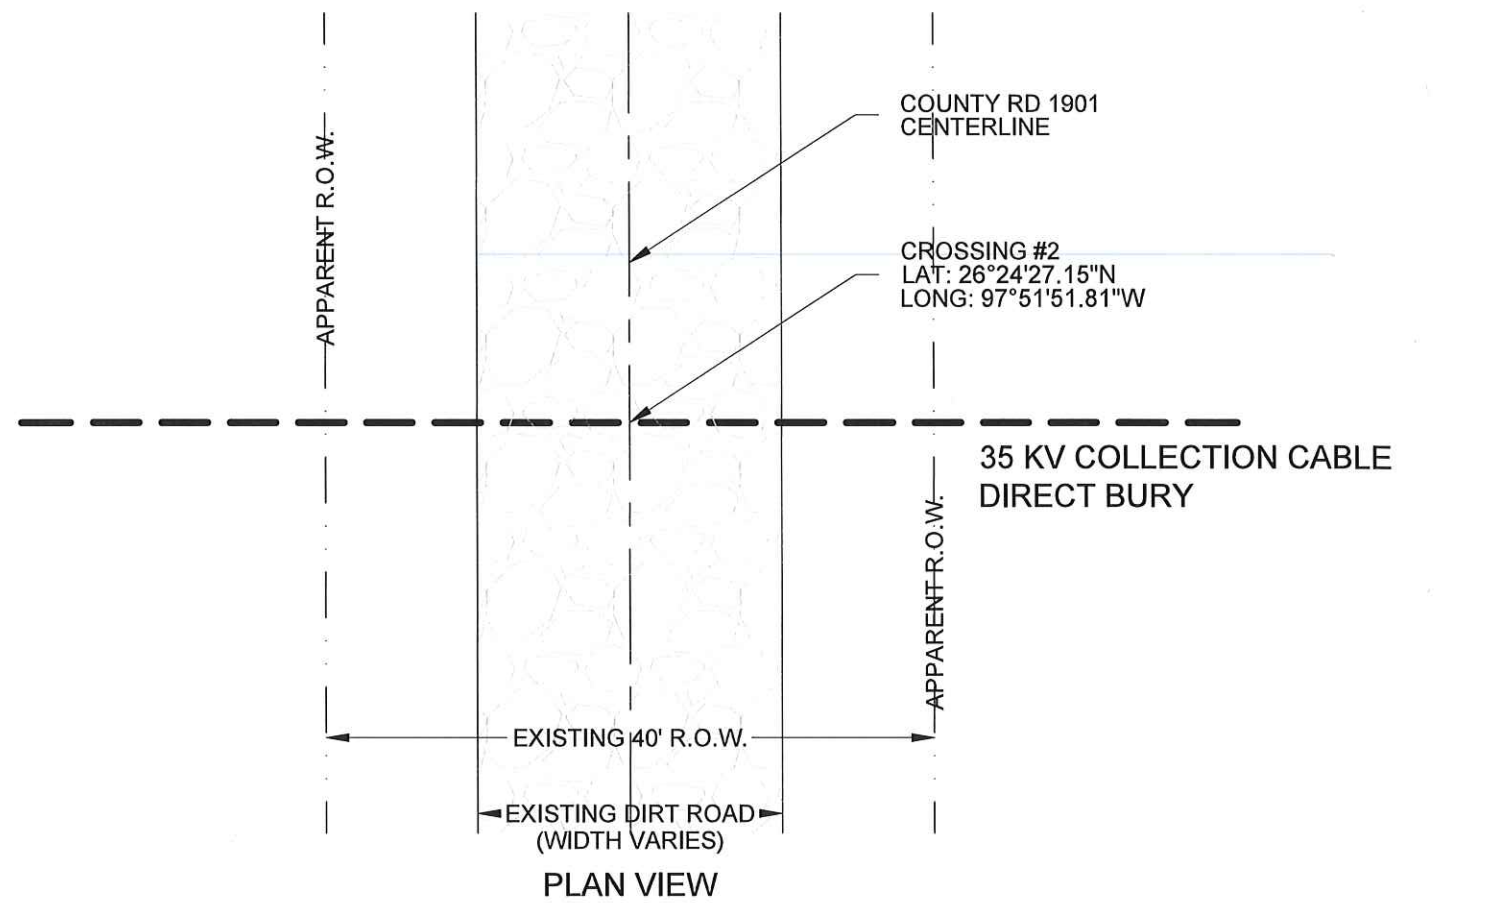 COUNTY RD 1901
CENTERLINE
APPARENT R.O.W.
CROSSING #2
LAT: 26°24'27.15"N
LONG: 97°51'51.81"W
35 KV COLLECTION CABLE
DIRECT BURY
APPARENT R.O.W.
EXISTING 40' R.O.W.
EXISTING DIRT ROAD
(WIDTH VARIES)
PLAN VIEW